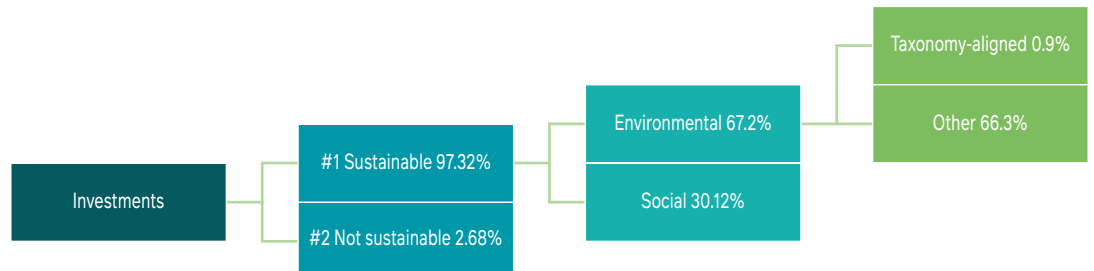 Investments
#1 Sustainable 97.32%
#2 Not sustainable 2.68%
Environmental 67.2%
Social 30.12%
Taxonomy-aligned 0.9%
Other 66.3%